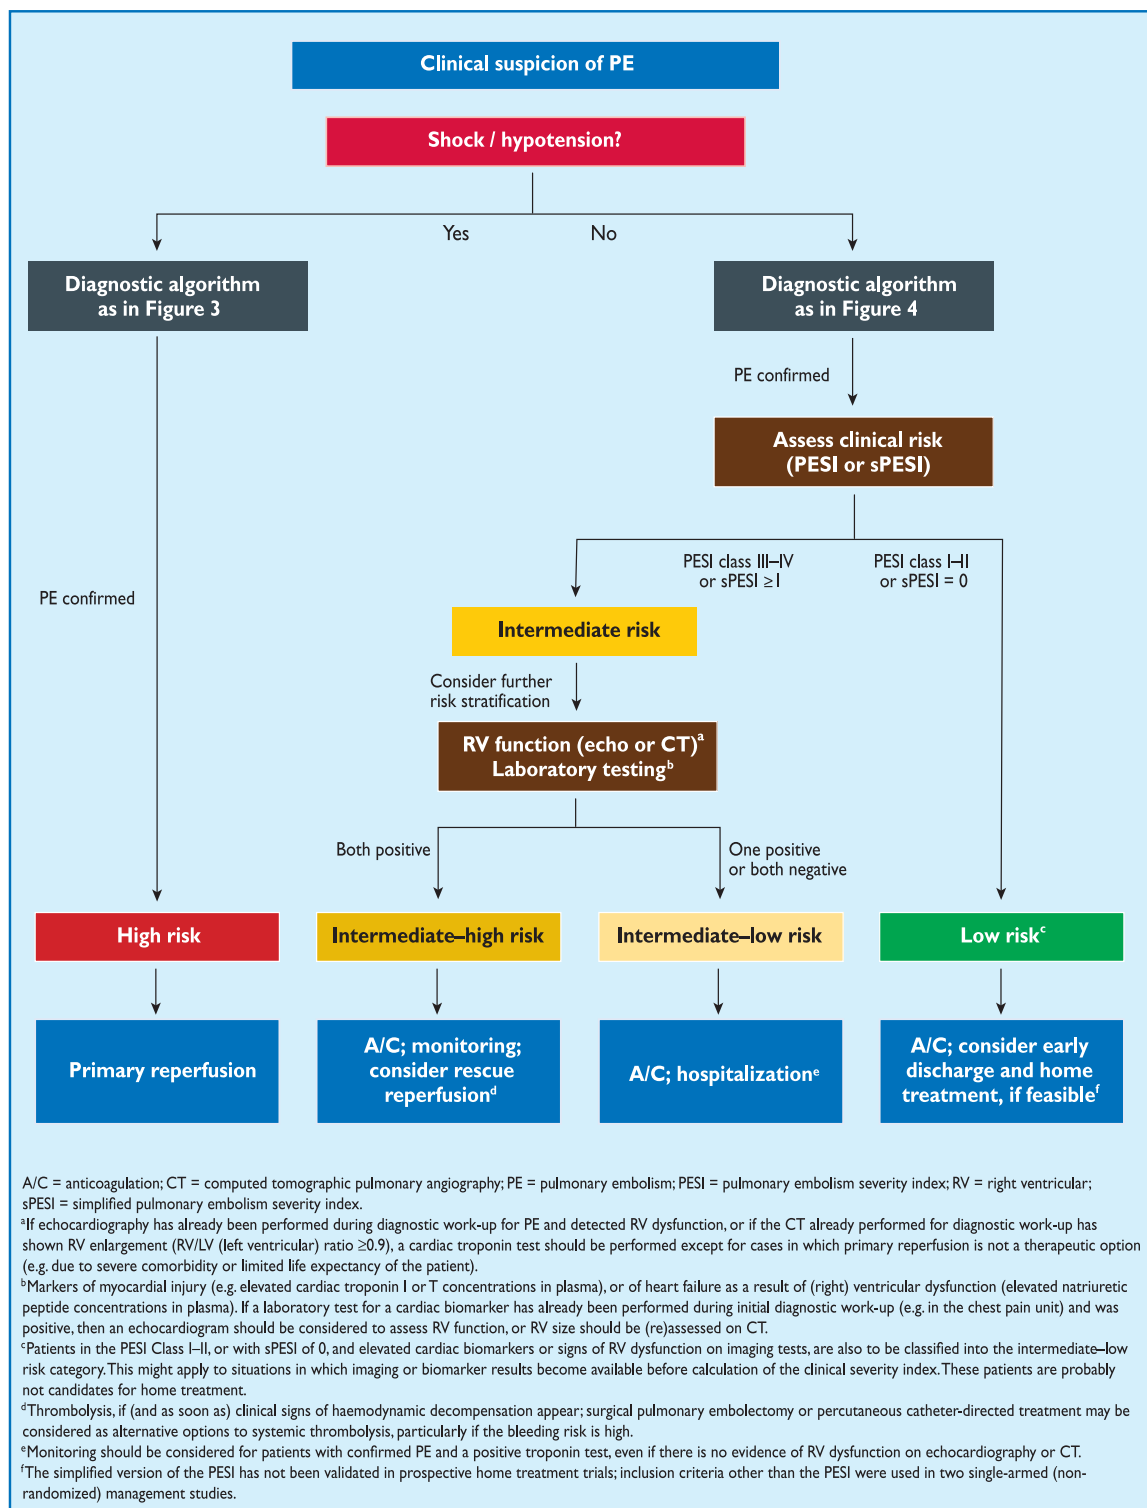 Clinical suspicion of PE
Shock / hypotension?
Yes
No
Diagnostic algorithm
as in Figure 3
Diagnostic algorithm
as in Figure 4
PE confirmed
Assess clinical risk
(PESI or sPESI)
PESI class III–IV
or sPESI ≥ I
PESI class I–II
or sPESI = 0
PE confirmed
Intermediate risk
Consider further
risk stratification
RV function (echo or CT)a
Laboratory testingb
Both positive
One positive
or both negative
High risk
Intermediate–high risk
Intermediate–low risk
Low riskc
Primary reperfusion
A/C; monitoring;
consider rescue
reperfusiond
A/C; hospitalizatione
A/C; consider early
discharge and home
treatment, if feasiblef
A/C = anticoagulation; CT = computed tomographic pulmonary angiography; PE = pulmonary embolism; PESI = pulmonary embolism severity index; RV = right ventricular;
sPESI = simplified pulmonary embolism severity index.
aIf echocardiography has already been performed during diagnostic work-up for PE and detected RV dysfunction, or if the CT already performed for diagnostic work-up has
shown RV enlargement (RV/LV (left ventricular) ratio ≥0.9), a cardiac troponin test should be performed except for cases in which primary reperfusion is not a therapeutic option
(e.g. due to severe comorbidity or limited life expectancy of the patient).
bMarkers of myocardial injury (e.g. elevated cardiac troponin I or T concentrations in plasma), or of heart failure as a result of (right) ventricular dysfunction (elevated natriuretic
peptide concentrations in plasma). If a laboratory test for a cardiac biomarker has already been performed during initial diagnostic work-up (e.g. in the chest pain unit) and was
positive, then an echocardiogram should be considered to assess RV function, or RV size should be (re)assessed on CT.
cPatients in the PESI Class I–II, or with sPESI of 0, and elevated cardiac biomarkers or signs of RV dysfunction on imaging tests, are also to be classified into the intermediate–low
risk category. This might apply to situations in which imaging or biomarker results become available before calculation of the clinical severity index. These patients are probably
not candidates for home treatment.
dThrombolysis, if (and as soon as) clinical signs of haemodynamic decompensation appear; surgical pulmonary embolectomy or percutaneous catheter-directed treatment may be
considered as alternative options to systemic thrombolysis, particularly if the bleeding risk is high.
eMonitoring should be considered for patients with confirmed PE and a positive troponin test, even if there is no evidence of RV dysfunction on echocardiography or CT.
fThe simplified version of the PESI has not been validated in prospective home treatment trials; inclusion criteria other than the PESI were used in two single-armed (non-
randomized) management studies.